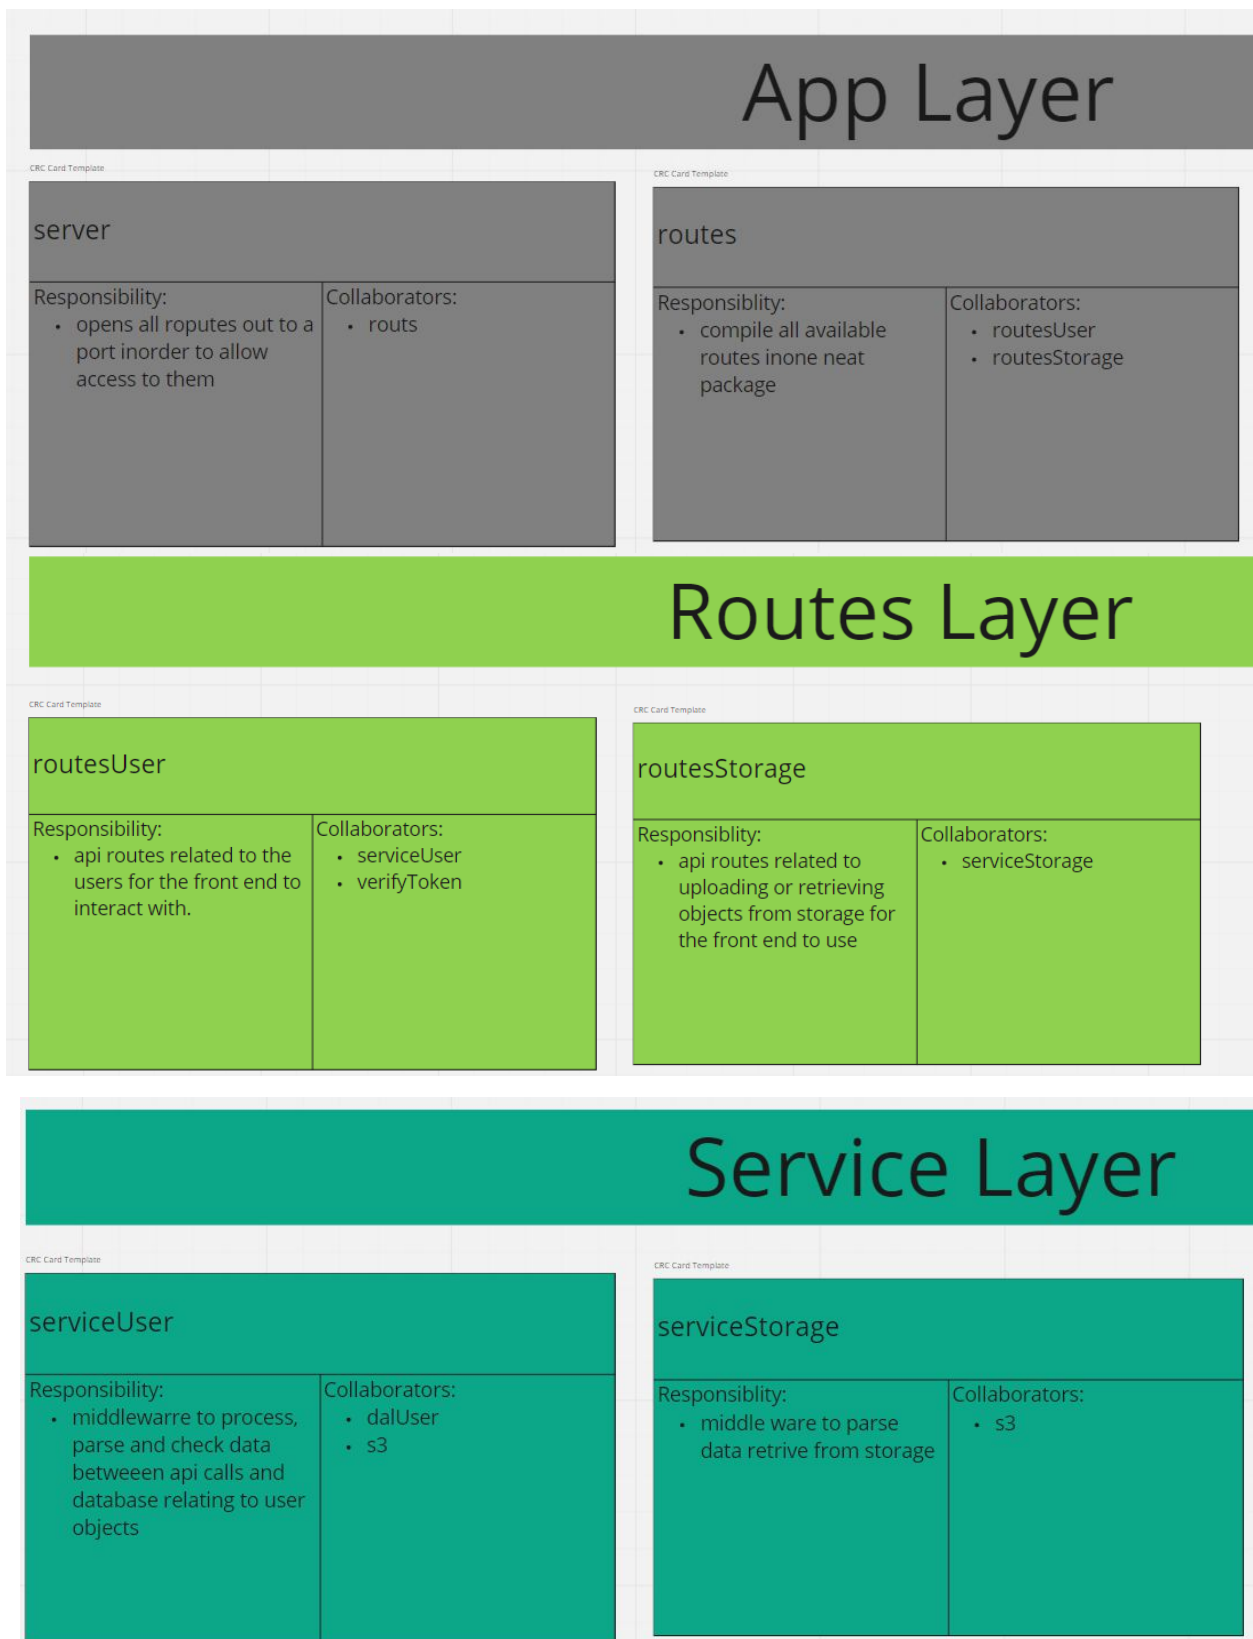 App Layer
CRC Card Template
server
Responsibility:
• opens all roputes out to a
port inorder to allow
access to them
Collaborators:
• routs
CRC Card Template
routes
Responsiblity:
• compile all available
routes inone neat
package
Collaborators:
• routesUser
• routesStorage
Routes Layer
CRC Card Template
routesUser
Responsibility:
• api routes related to the
users for the front end to
interact with.
Collaborators:
• serviceUser
• verifyToken
CRC Card Template
routesStorage
Responsiblity:
• api routes related to
uploading or retrieving
objects from storage for
the front end to use
Collaborators:
• serviceStorage
Service Layer
CRC Card Template
serviceUser
Responsibility:
• middlewarre to process,
parse and check data
betweeen api calls and
database relating to user
objects
Collaborators:
• dalUser
• s3
CRC Card Template
serviceStorage
Responsiblity:
• middle ware to parse
data retrive from storage
Collaborators:
• s3